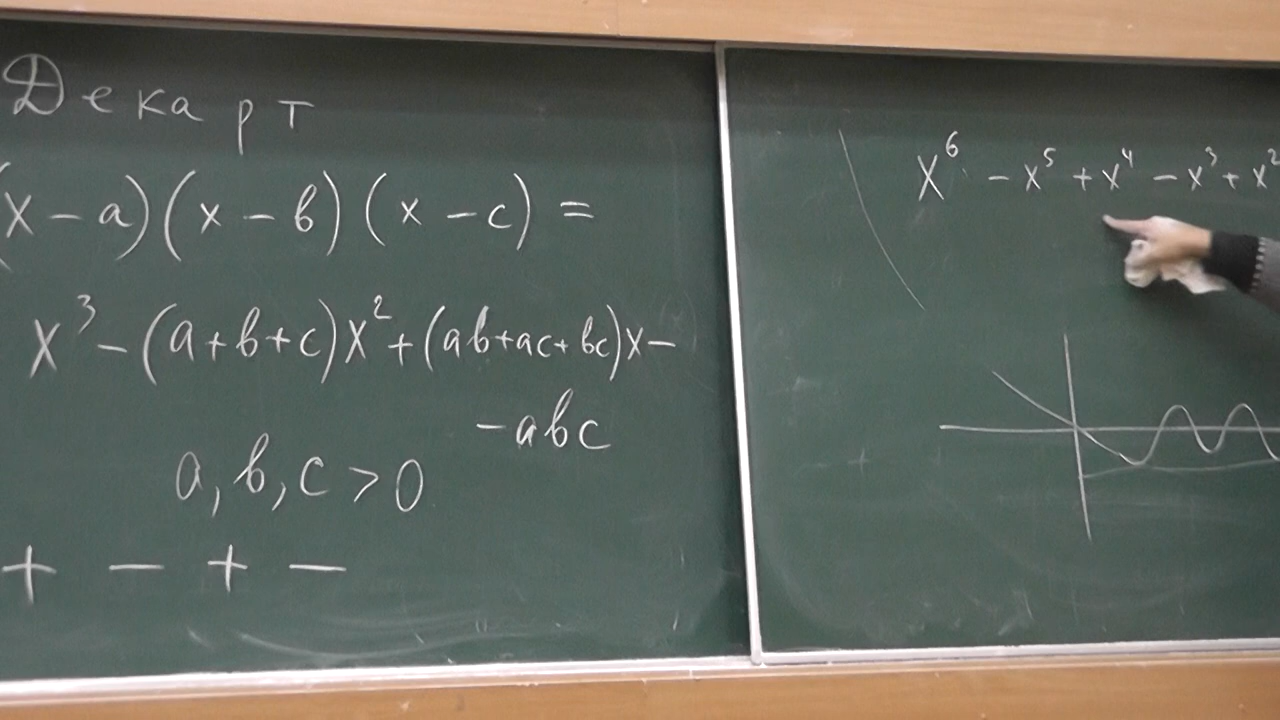 Декарт
(x - a)(x - b)(x - c) =
x³ - (a+b+c)x² + (ab+ac+bc)x -
- abc
a, b, c > 0
+ - + -
x⁶ - x⁵ + x⁴ - x³ + x²